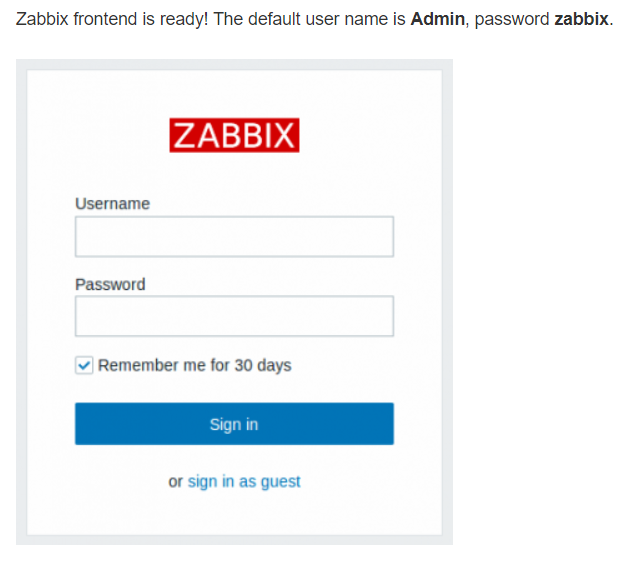 Zabbix frontend is ready! The default user name is Admin, password zabbix.
ZABBIX
Username
Password
Remember me for 30 days
Sign in
or sign in as guest